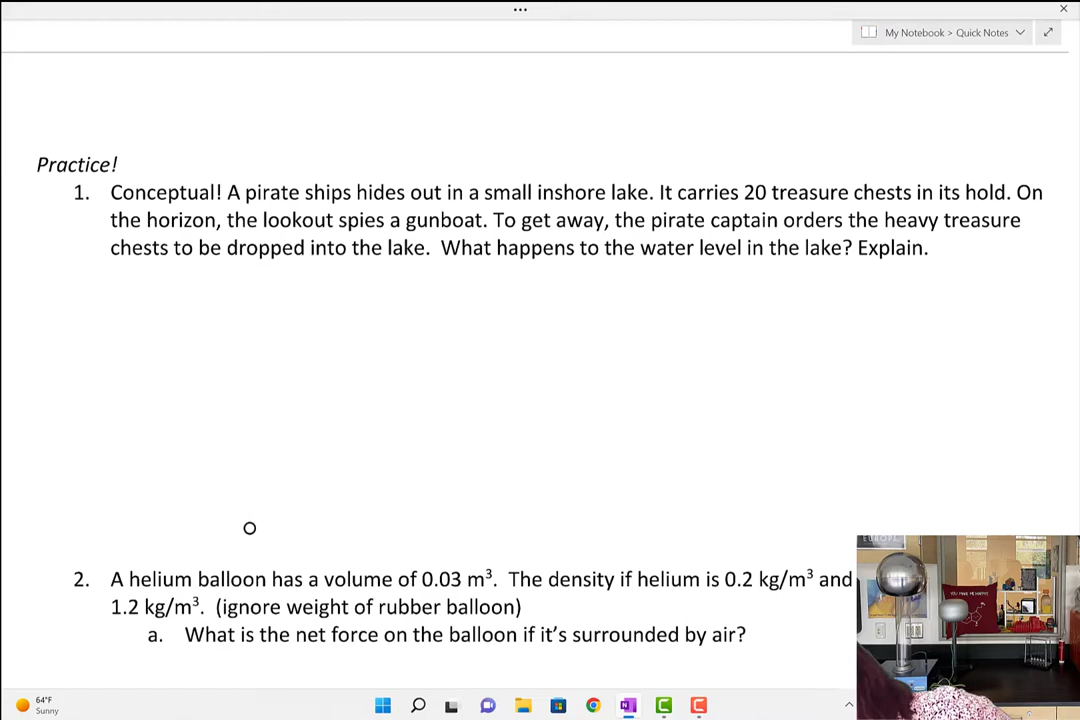 ...
My Notebook > Quick Notes
Practice!
1. Conceptual! A pirate ships hides out in a small inshore lake. It carries 20 treasure chests in its hold. On
the horizon, the lookout spies a gunboat. To get away, the pirate captain orders the heavy treasure
chests to be dropped into the lake. What happens to the water level in the lake? Explain.
2. A helium balloon has a volume of 0.03 m³. The density if helium is 0.2 kg/m³ and
1.2 kg/m³. (ignore weight of rubber balloon)
a. What is the net force on the balloon if it's surrounded by air?
EUROPE
64°F
Sunny